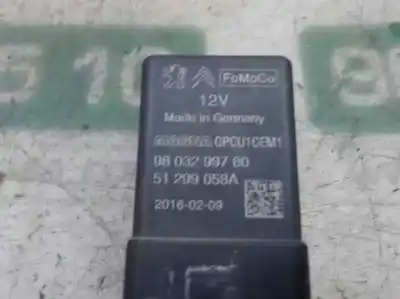 FoMoCo
12V
Made in Germany
GPCU1CEM1
98 032 997 80
51 299 058A
2016-02-09